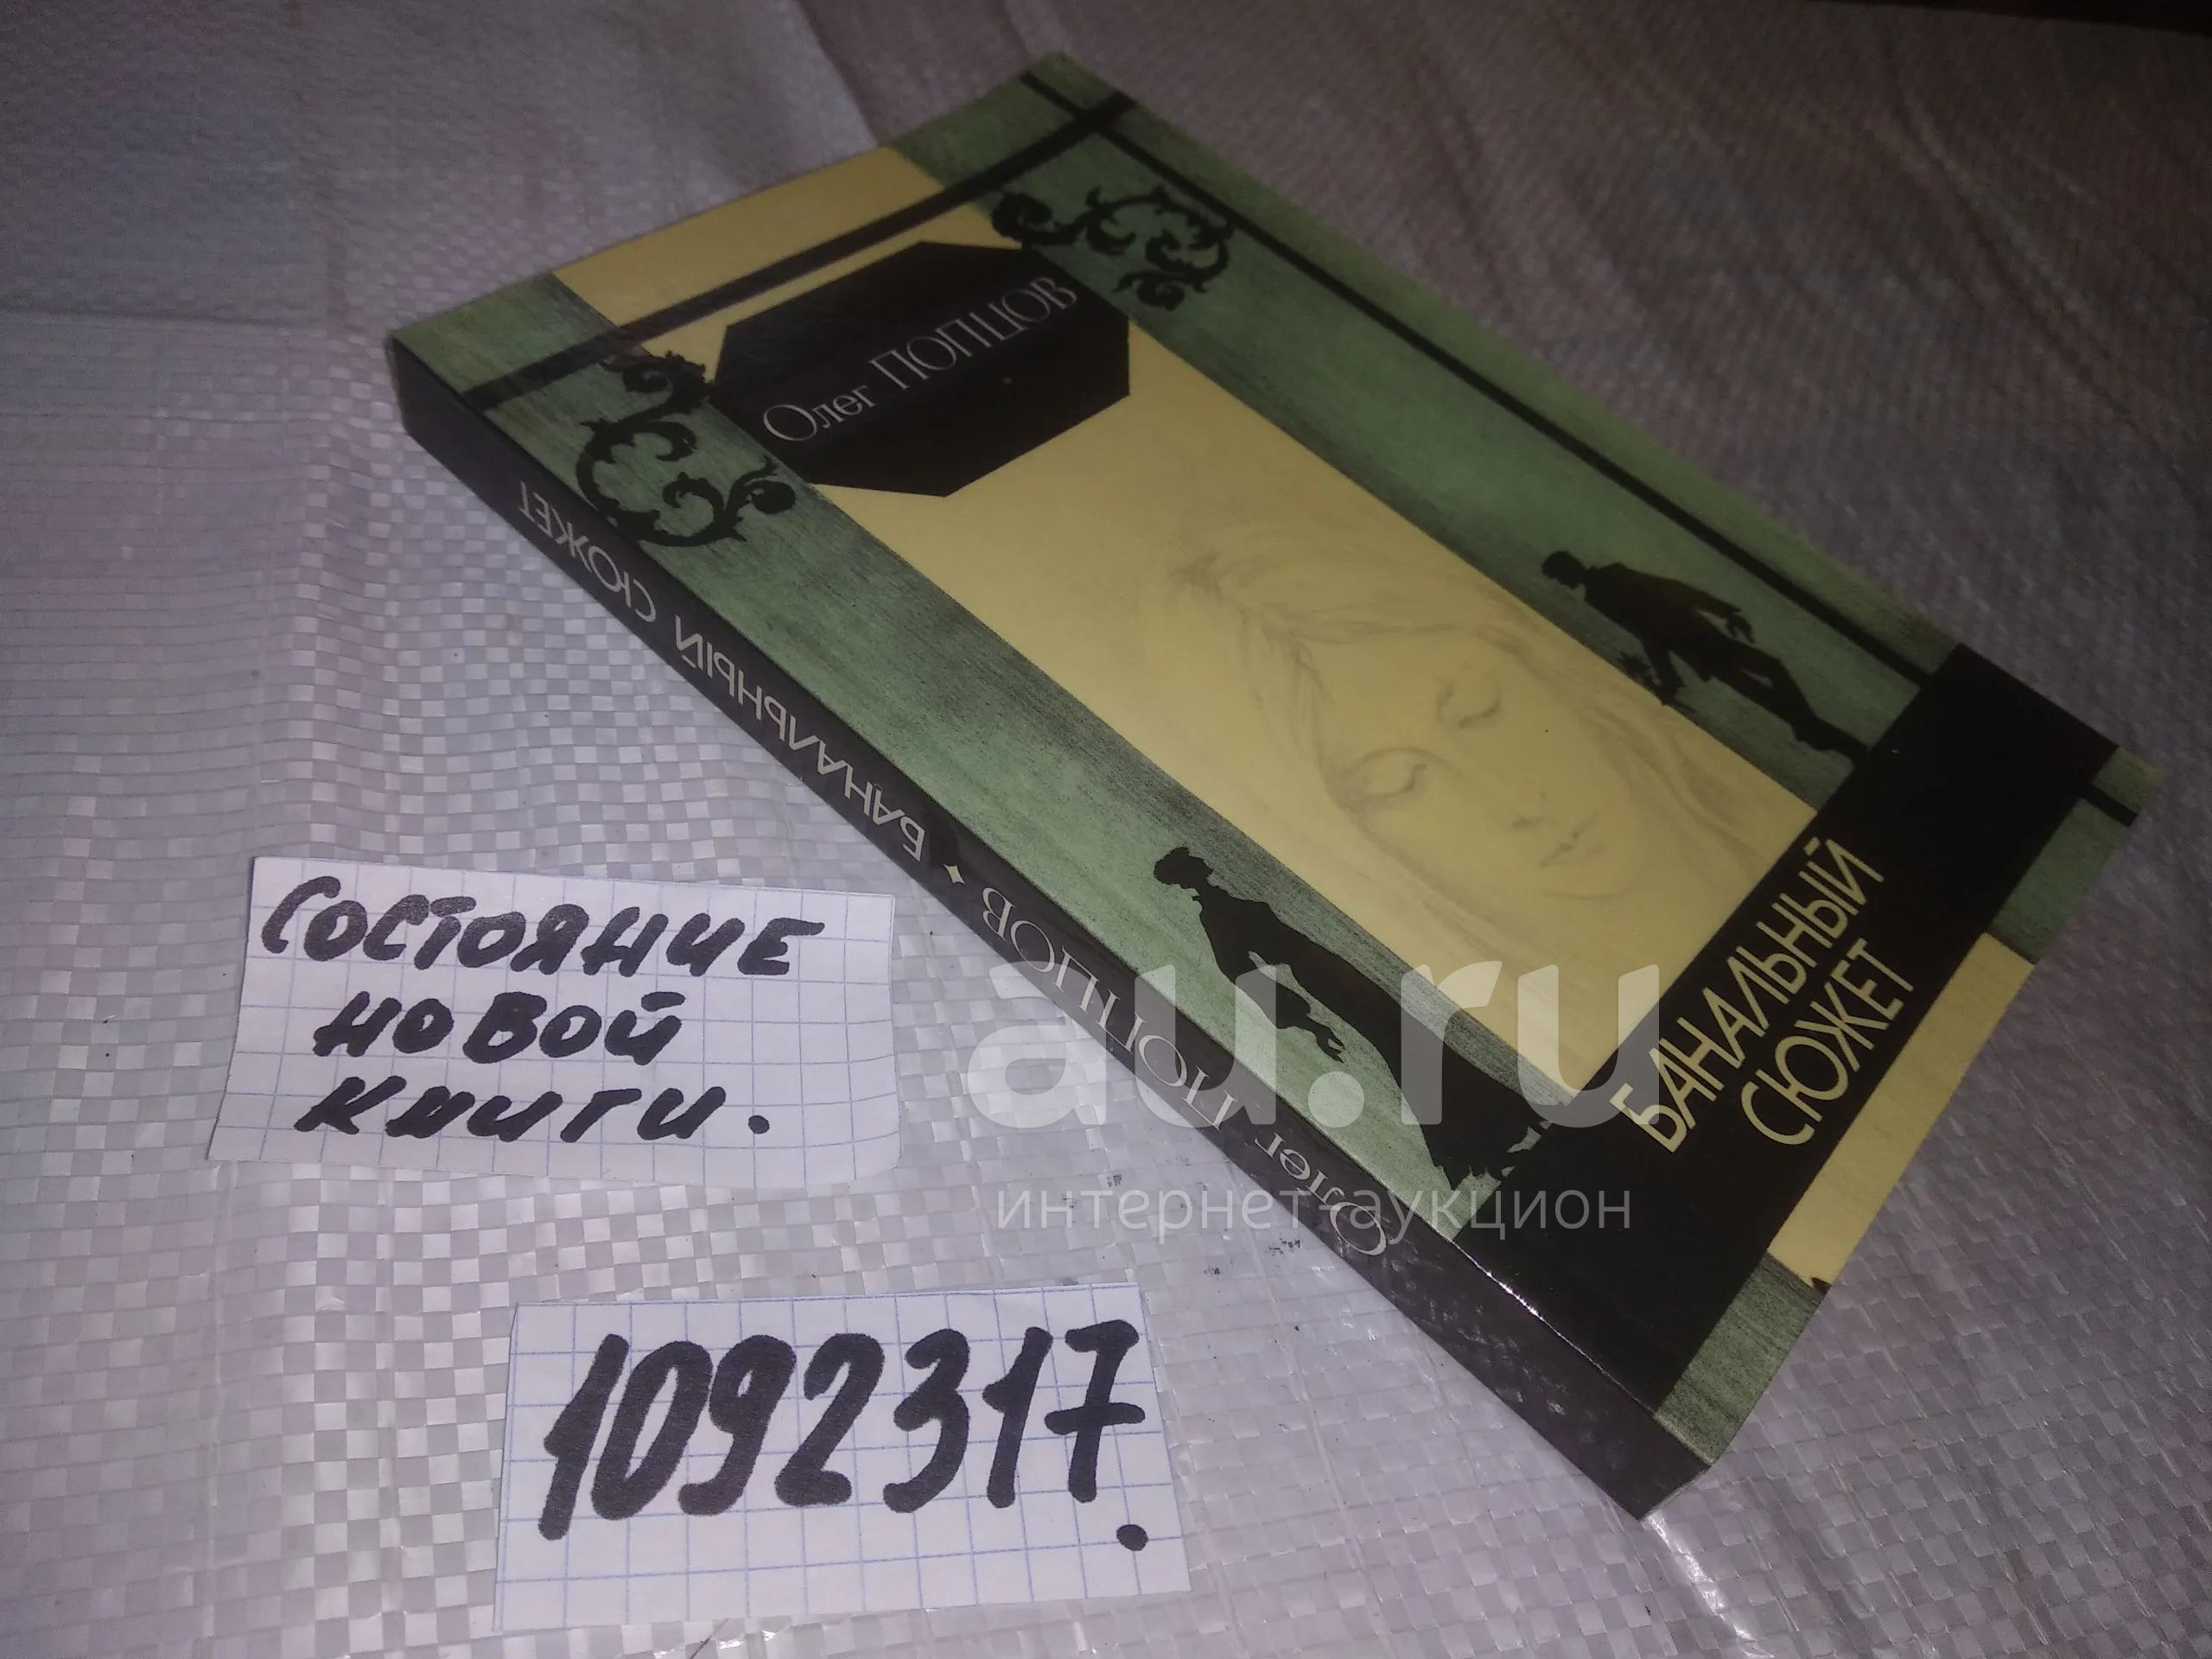 Олег ПОПЦОВ
БАНАЛЬНЫЙ
СЮЖЕТ
Олег ПОПЦОВ ✦ БАНАЛЬНЫЙ СЮЖЕТ
СОСТОЯНИЕ
НОВОЙ
КНИГИ.
1092317.
au.ru
интернет-аукцион